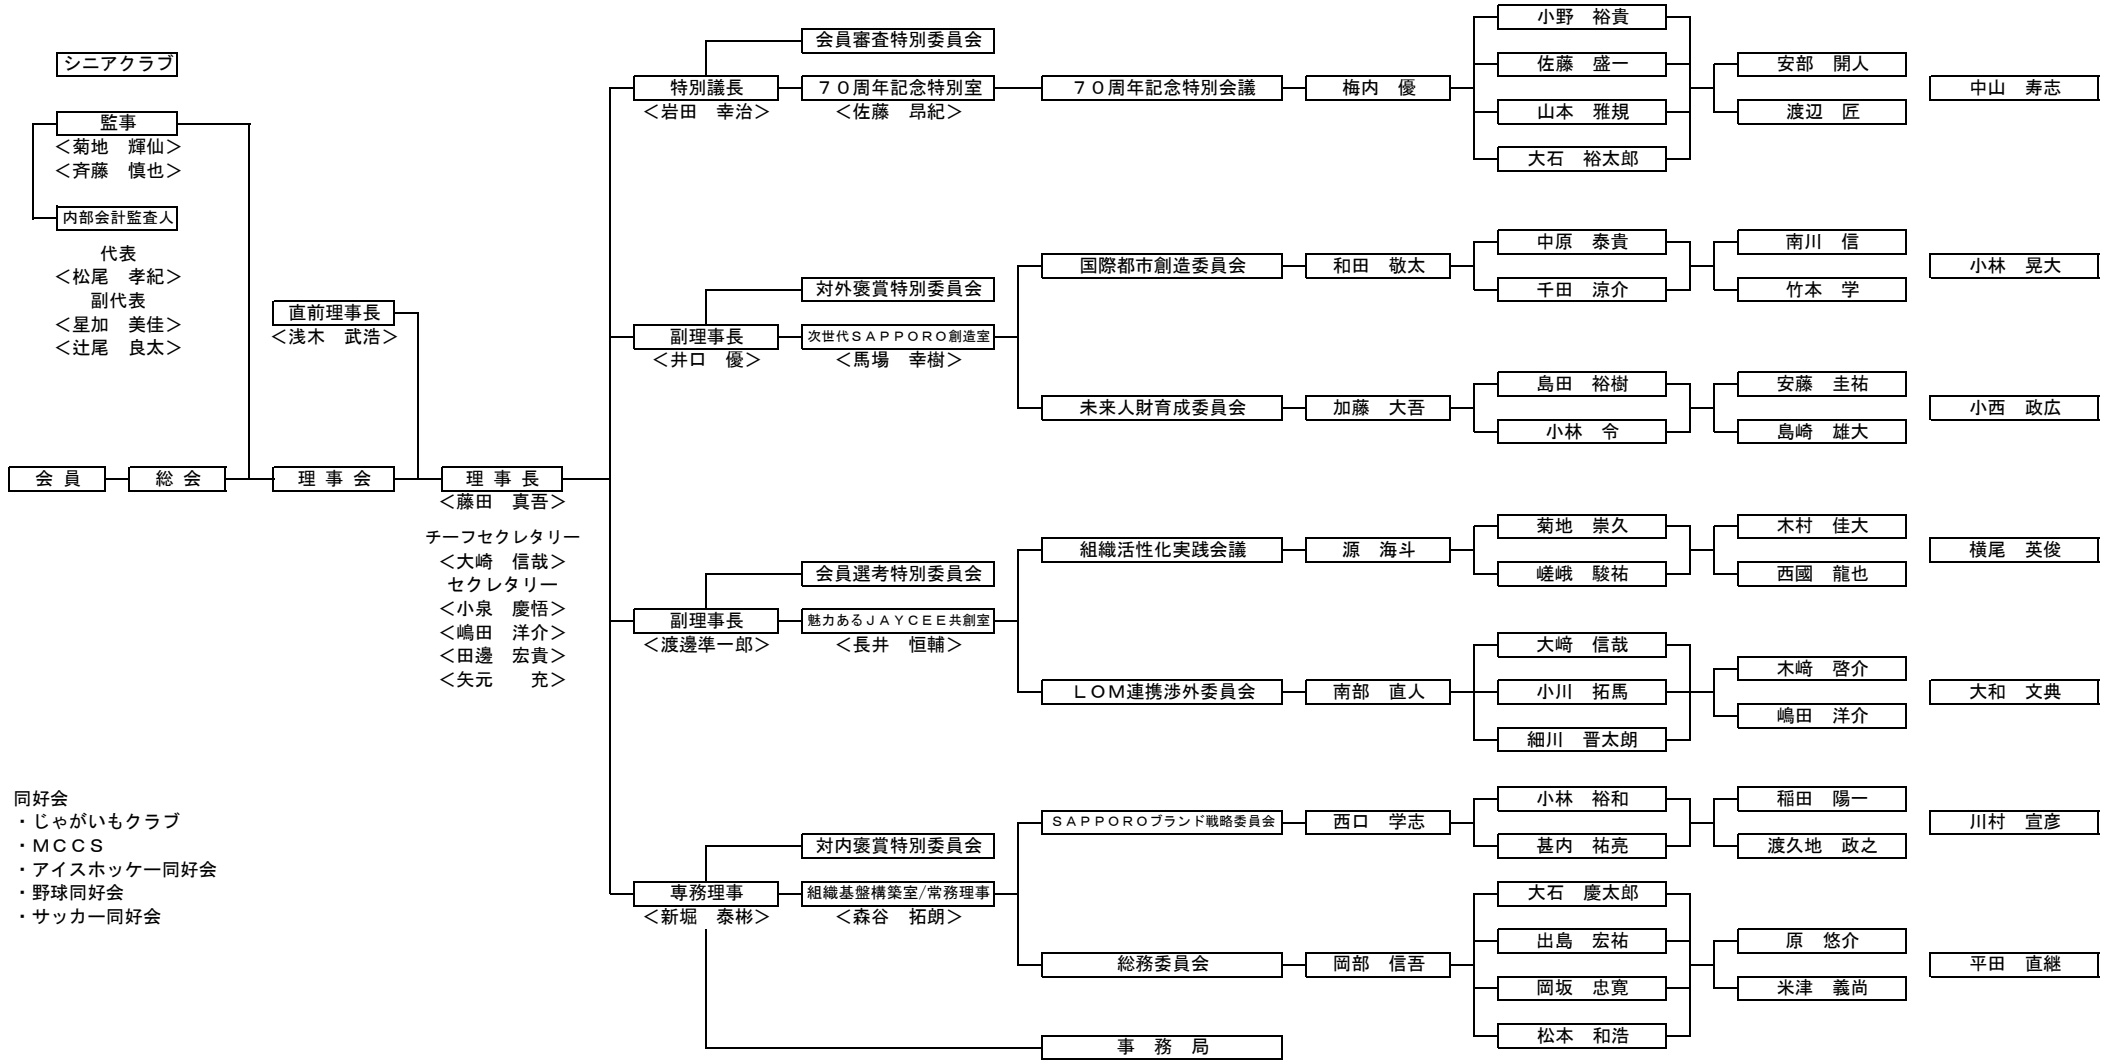 シニアクラブ
監事
＜菊地　輝仙＞
＜斉藤　慎也＞
内部会計監査人
代表
＜松尾　孝紀＞
副代表
＜星加　美佳＞
＜辻尾　良太＞
直前理事長
＜浅木　武浩＞
会 員
総 会
理 事 会
理 事 長
＜藤田　真吾＞
チーフセクレタリー
＜大崎　信哉＞
セクレタリー
＜小泉　慶悟＞
＜嶋田　洋介＞
＜田邊　宏貴＞
＜矢元　　充＞
同好会
・じゃがいもクラブ
・ＭＣＣＳ
・アイスホッケー同好会
・野球同好会
・サッカー同好会
会員審査特別委員会
特別議長
＜岩田　幸治＞
７０周年記念特別室
＜佐藤　昂紀＞
７０周年記念特別会議
梅内　優
小野　裕貴
佐藤　盛一
山本　雅規
大石　裕太郎
安部　開人
渡辺　匠
中山　寿志
対外褒賞特別委員会
副理事長
＜井口　優＞
次世代ＳＡＰＰＯＲＯ創造室
＜馬場　幸樹＞
国際都市創造委員会
和田　敬太
中原　泰貴
千田　涼介
南川　信
竹本　学
小林　晃大
未来人財育成委員会
加藤　大吾
島田　裕樹
小林　令
安藤　圭祐
島崎　雄大
小西　政広
会員選考特別委員会
副理事長
＜渡邊準一郎＞
魅力あるＪＡＹＣＥＥ共創室
＜長井　恒輔＞
組織活性化実践会議
源　海斗
菊地　崇久
嵯峨　駿祐
木村　佳大
西國　龍也
横尾　英俊
ＬＯＭ連携渉外委員会
南部　直人
大﨑　信哉
小川　拓馬
細川　晋太朗
木﨑　啓介
嶋田　洋介
大和　文典
対内褒賞特別委員会
専務理事
＜新堀　泰彬＞
組織基盤構築室/常務理事
＜森谷　拓朗＞
ＳＡＰＰＯＲＯブランド戦略委員会
西口　学志
小林　裕和
甚内　祐亮
稲田　陽一
渡久地　政之
川村　宣彦
総務委員会
岡部　信吾
大石　慶太郎
出島　宏祐
岡坂　忠寛
松本　和浩
原　悠介
米津　義尚
平田　直継
事　務　局